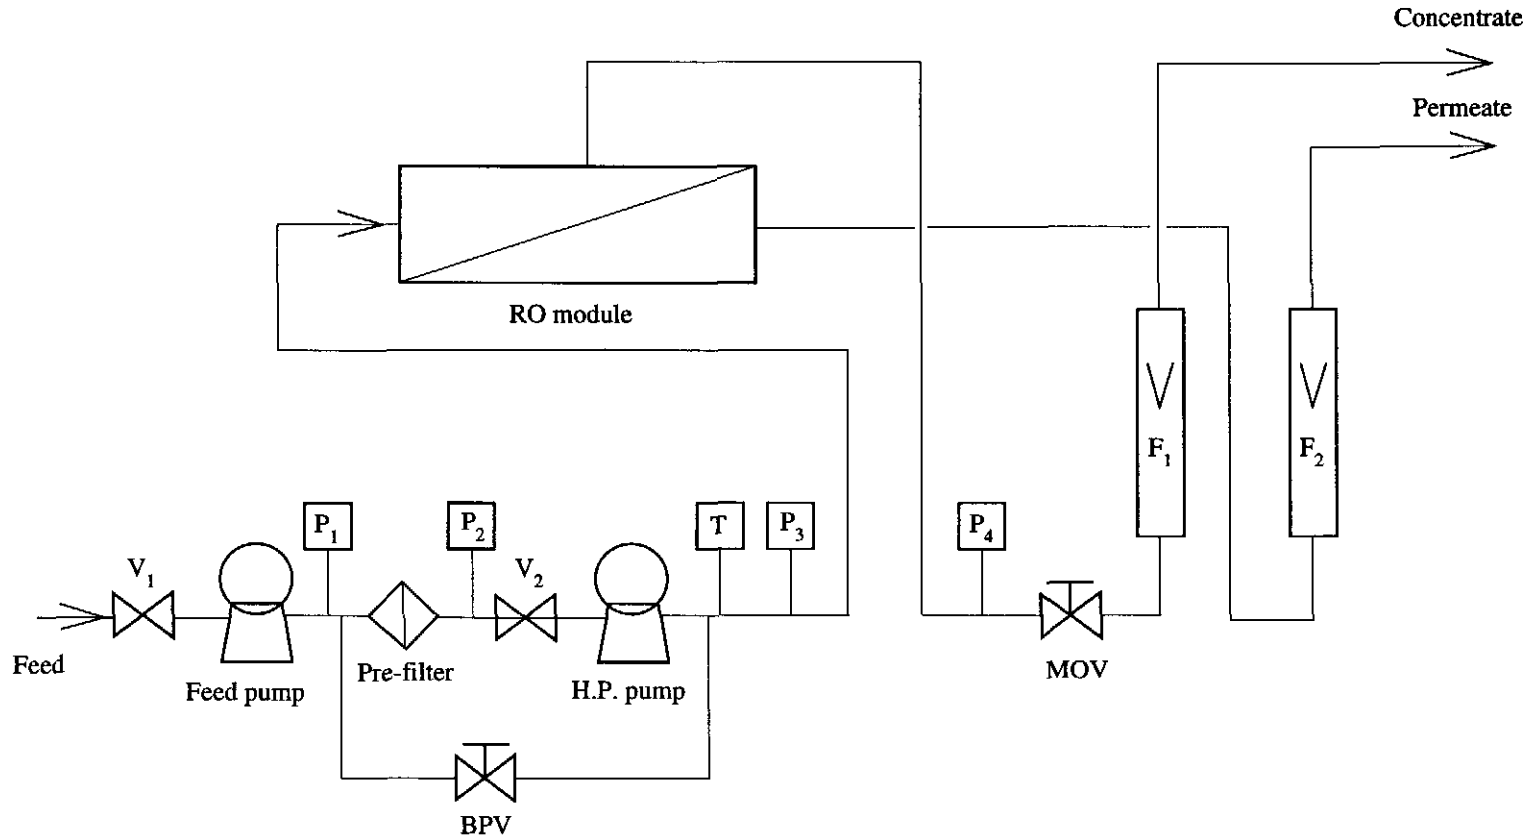 Concentrate
Permeate
RO module
F1
F2
P1
P2
T
P3
P4
V1
V2
Feed
Feed pump
Pre-filter
H.P. pump
MOV
BPV